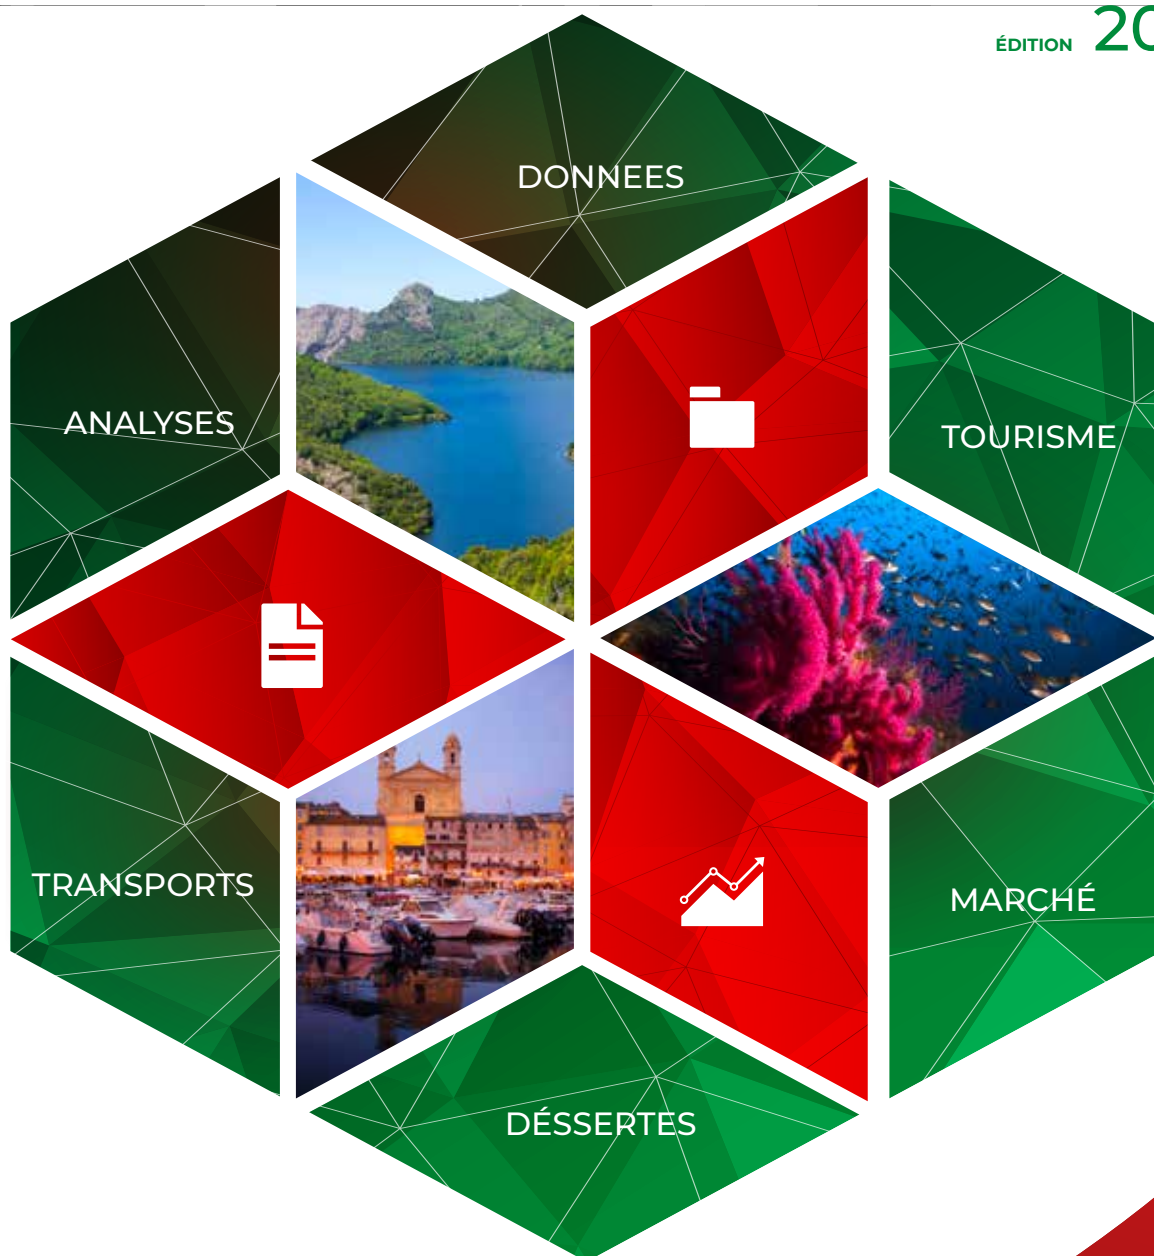 ÉDITION 20
DONNEES
ANALYSES
TOURISME
TRANSPORTS
MARCHÉ
DÉSSERTES